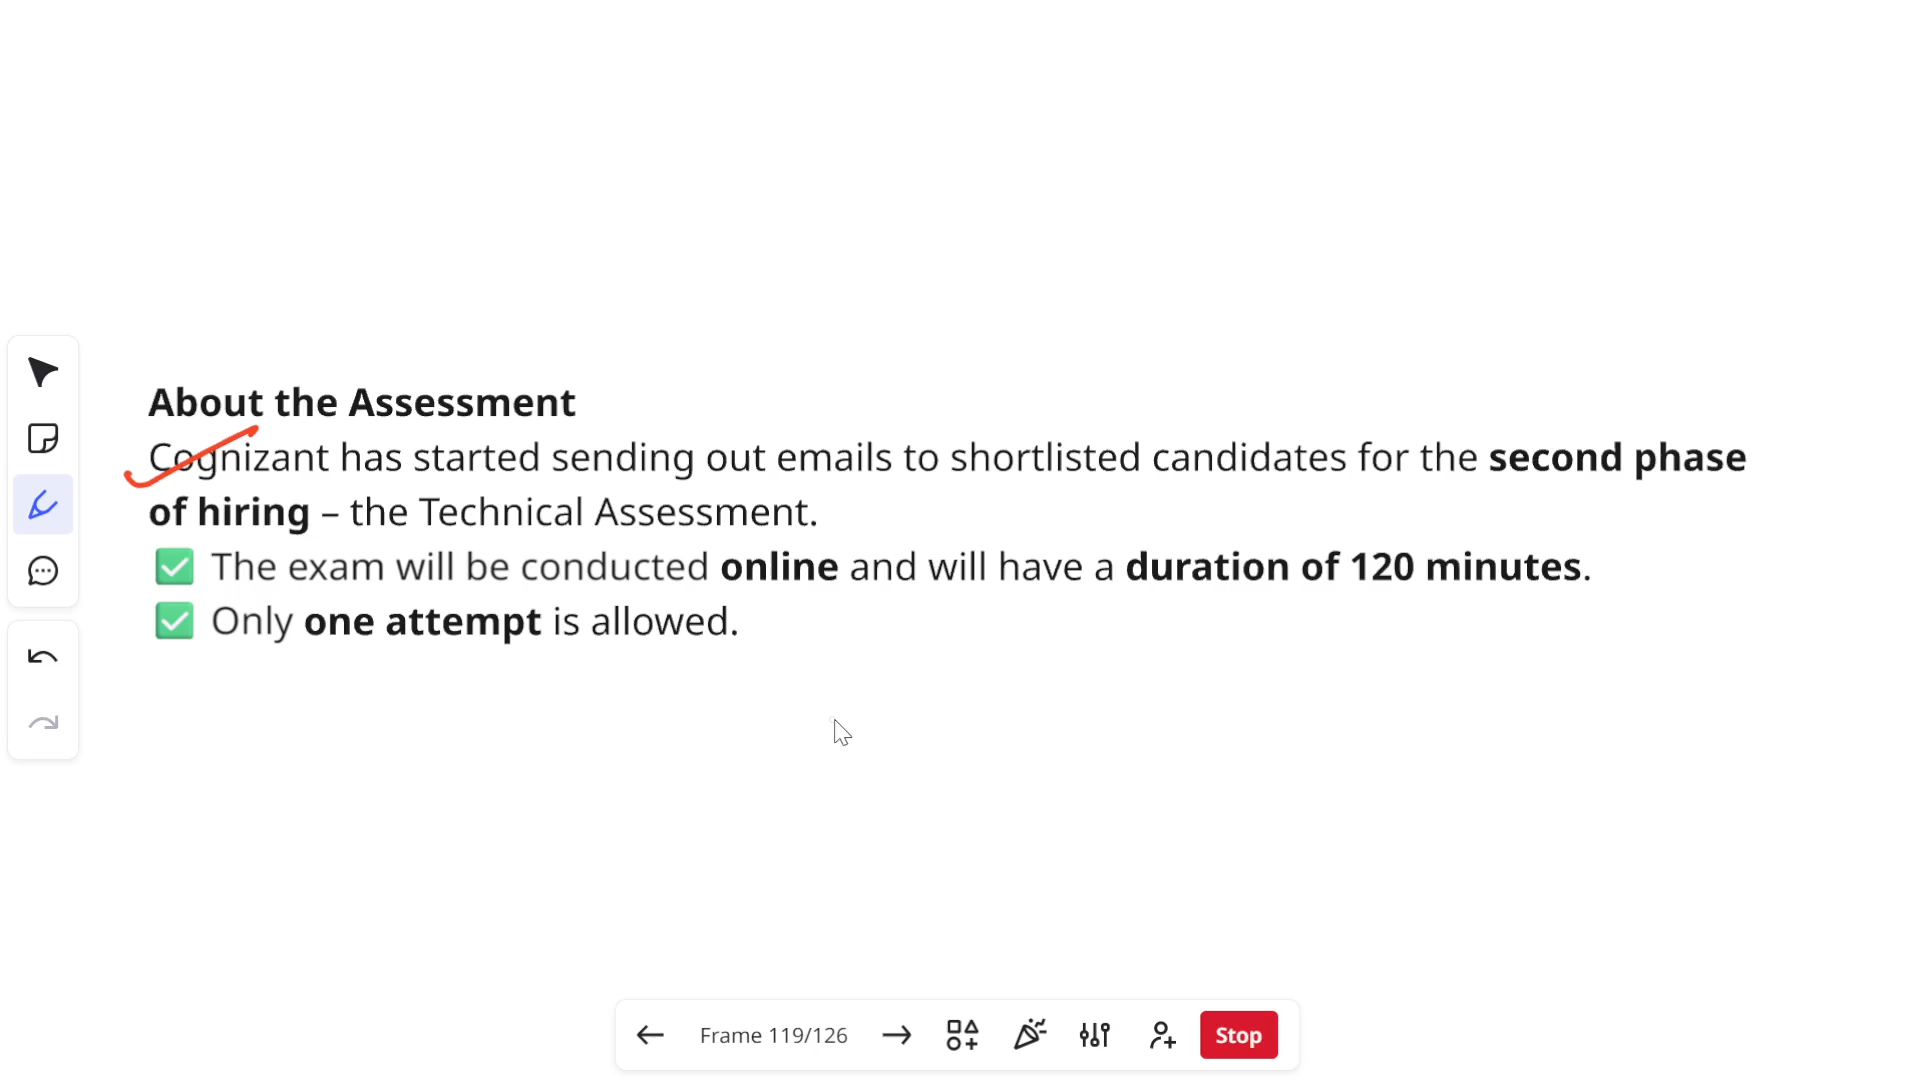 About the Assessment
Cognizant has started sending out emails to shortlisted candidates for the second phase
of hiring – the Technical Assessment.
✅ The exam will be conducted online and will have a duration of 120 minutes.
✅ Only one attempt is allowed.
Frame 119/126
Stop